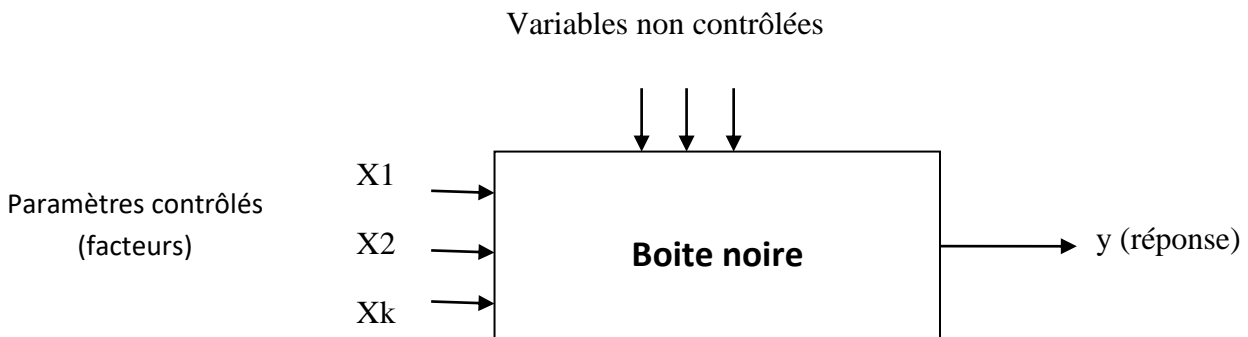 Variables non contrôlées
X1
Paramètres contrôlés
(facteurs)
X2
Boite noire
y (réponse)
Xk